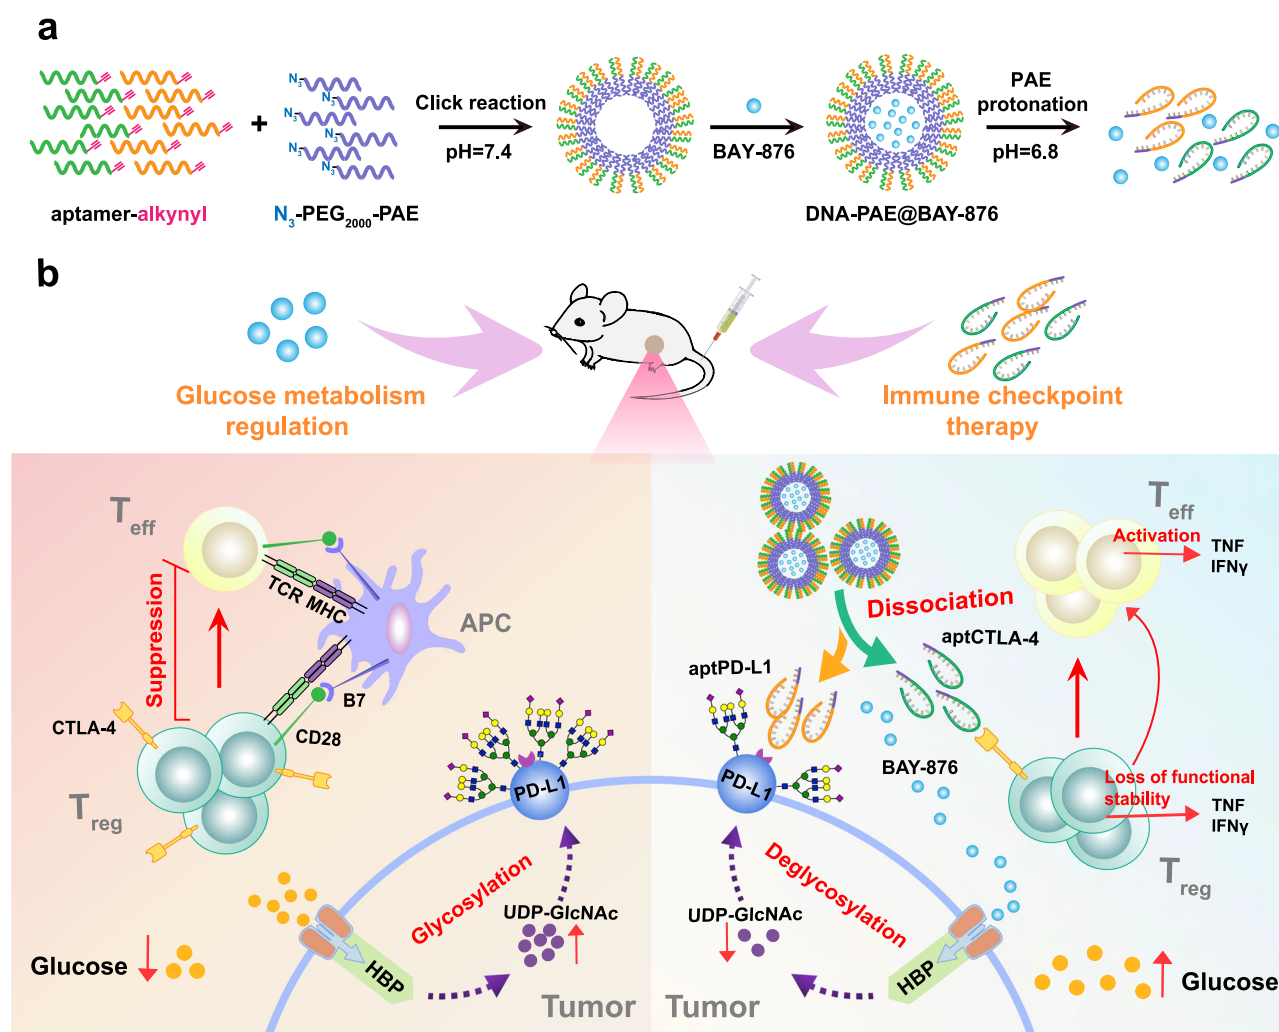 a
N3
N3
N3
N3
N3
N3
+
Click reaction
pH=7.4
BAY-876
PAE
protonation
pH=6.8
aptamer-alkynyl
N3-PEG2000-PAE
DNA-PAE@BAY-876
b
Glucose metabolism
regulation
Immune checkpoint
therapy
Teff
TCR MHC
APC
Suppression
B7
CTLA-4
CD28
Treg
PD-L1
Glycosylation
UDP-GlcNAc
HBP
Glucose
Tumor
Teff
Activation
TNF
IFNγ
Dissociation
aptCTLA-4
aptPD-L1
BAY-876
PD-L1
Loss of functional
stability
TNF
IFNγ
Treg
Deglycosylation
UDP-GlcNAc
HBP
Glucose
Tumor